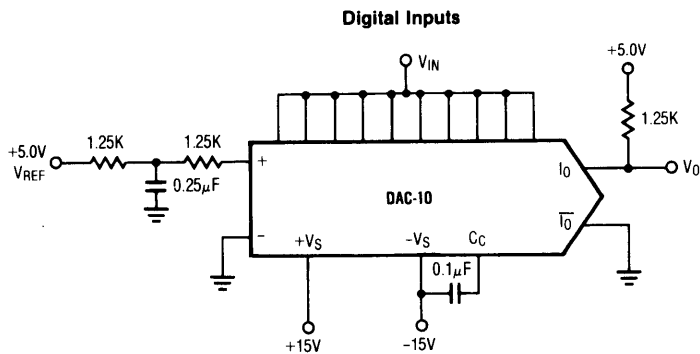 Digital Inputs
V_IN
+5.0V
1.25K
1.25K
1.25K
+5.0V
V_REF
0.25μF
+
−
DAC-10
I_O
V_O
I̅_O̅
+V_S
−V_S
C_C
0.1μF
+15V
−15V